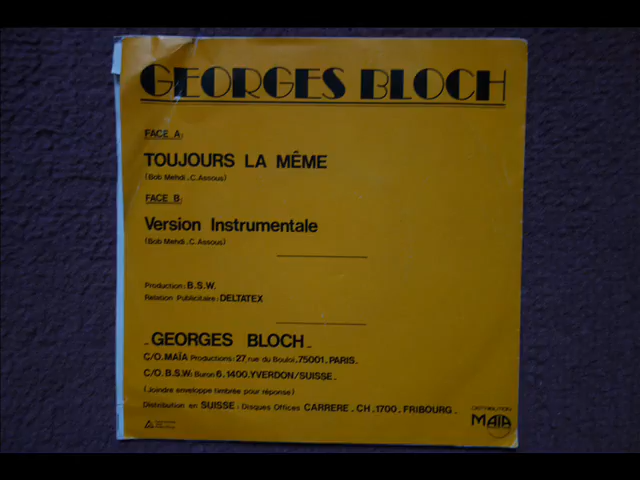 GEORGES BLOCH
FACE A:
TOUJOURS LA MÊME
(Bob Mehdi . C. Assous)
FACE B:
Version Instrumentale
(Bob Mehdi . C. Assous)
Production: B.S.W.
Relation Publicitaire: DELTATEX
_ GEORGES BLOCH _
C/O. MAÏA Productions: 27, rue du Bouloi . 75001. PARIS _
C/O. B.S.W: Buron 6. 1400. YVERDON/SUISSE _
(Joindre enveloppe timbrée pour réponse)
Distribution en SUISSE: Disques Offices CARRERE _ CH . 1700 . FRIBOURG _
DISTRIBUTION
MAIA